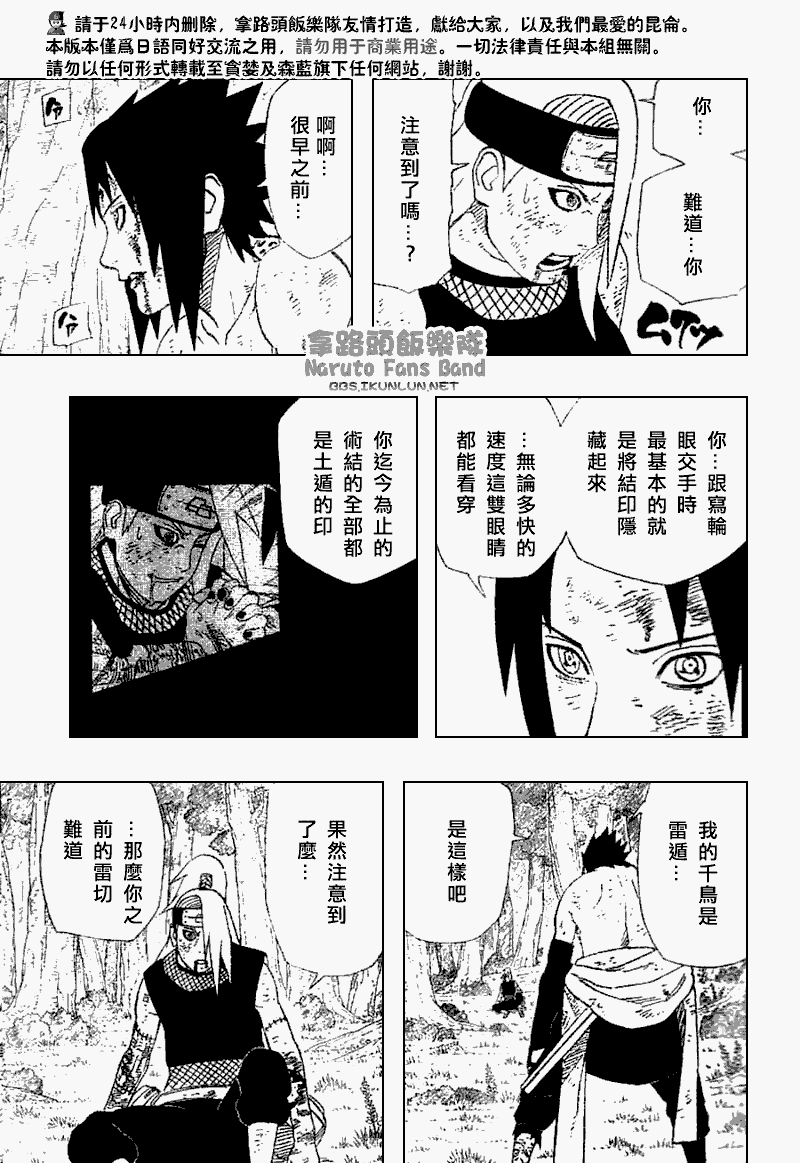 請于24小時内删除，拿路頭飯樂隊友情打造，獻給大家，以及我們最愛的昆侖。
本版本僅爲日語同好交流之用，請勿用于商業用途。一切法律責任與本組無關。
請勿以任何形式轉載至貪婪及森藍旗下任何網站，謝謝。
你…
難道…你
注意到了嗎…？
ムクッ
啊啊…
很早之前…
拿路頭飯樂隊
Naruto Fans Band
BBS.IKUNLUN.NET
你…跟寫輪
眼交手時
最基本的就
是將結印隱
藏起來
…無論多快的
速度這雙眼睛
都能看穿
你迄今為止的
術結的全部都
是土遁的印
我的千鳥是
雷遁…
是這樣吧
果然注意到
了麼…
…那麼你之
前的雷切
難道